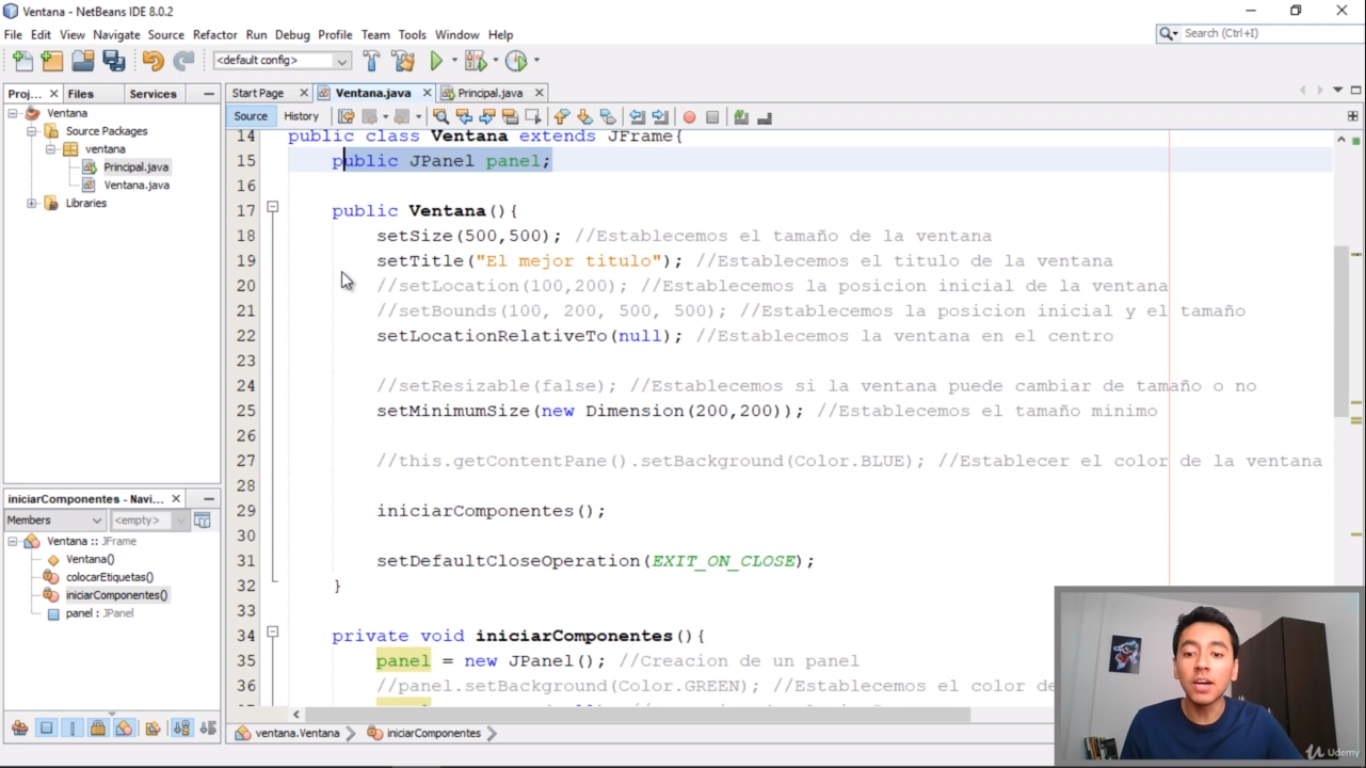 Ventana - NetBeans IDE 8.0.2
File Edit View Navigate Source Refactor Run Debug Profile Team Tools Window Help
Search (Ctrl+I)
<default config>
Proj... Files Services
Start Page Ventana.java Principal.java
Source History
Ventana
Source Packages
ventana
Principal.java
Ventana.java
Libraries
14 public class Ventana extends JFrame{
15 public JPanel panel;
16
17 public Ventana(){
18 setSize(500,500); //Establecemos el tamaño de la ventana
19 setTitle("El mejor titulo"); //Establecemos el titulo de la ventana
20 //setLocation(100,200); //Establecemos la posicion inicial de la ventana
21 //setBounds(100, 200, 500, 500); //Establecemos la posicion inicial y el tamaño
22 setLocationRelativeTo(null); //Establecemos la ventana en el centro
23
24 //setResizable(false); //Establecemos si la ventana puede cambiar de tamaño o no
25 setMinimumSize(new Dimension(200,200)); //Establecemos el tamaño minimo
26
27 //this.getContentPane().setBackground(Color.BLUE); //Establecer el color de la ventana
28
29 iniciarComponentes();
30
31 setDefaultCloseOperation(EXIT_ON_CLOSE);
32 }
33
34 private void iniciarComponentes(){
35 panel = new JPanel(); //Creacion de un panel
36 //panel.setBackground(Color.GREEN); //Establecemos el color de
iniciarComponentes - Navi...
Members <empty>
Ventana :: JFrame
Ventana()
colocarEtiquetas()
iniciarComponentes()
panel : JPanel
ventana.Ventana iniciarComponentes
Udemy